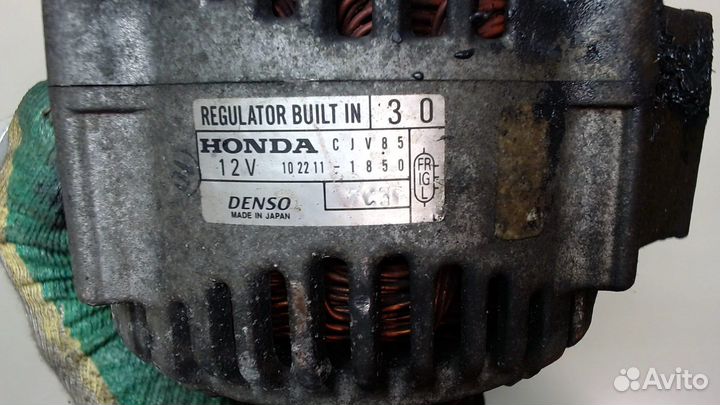 REGULATOR BUILT IN 30
HONDA CJV85
12V 102211-1850
FR
IG
L
DENSO
MADE IN JAPAN
Avito